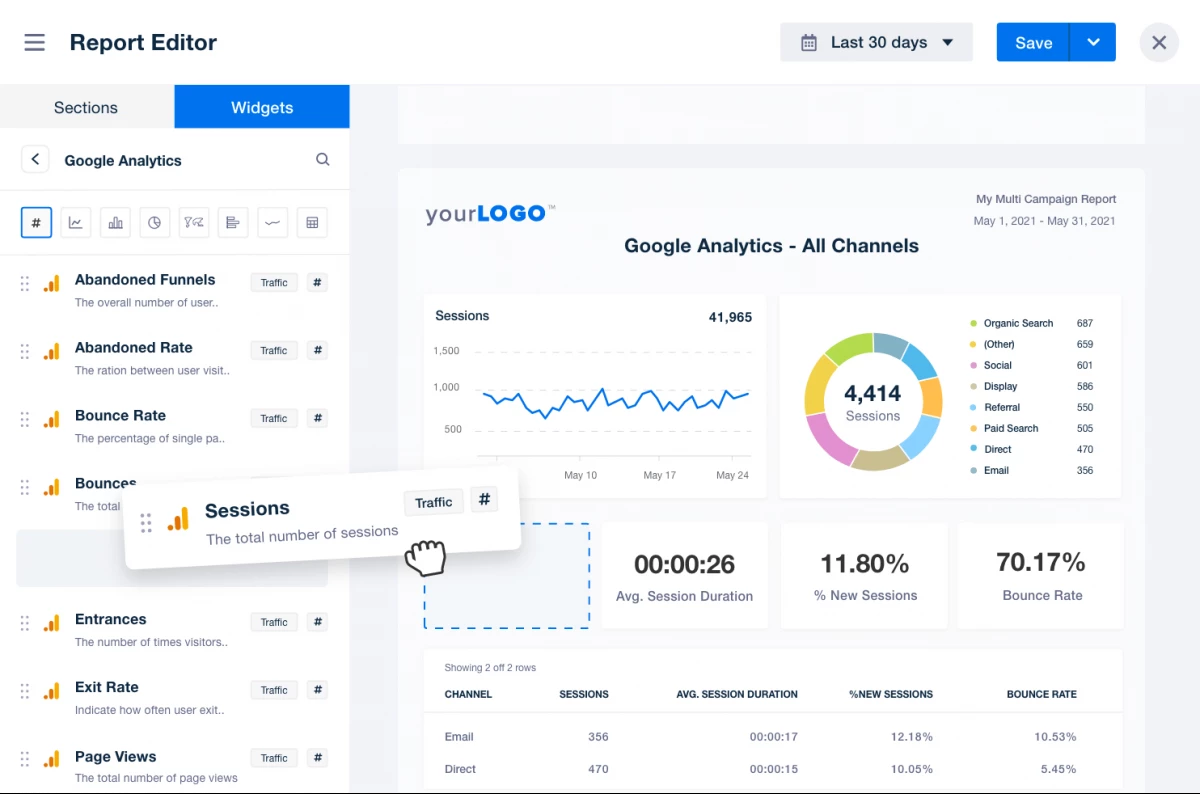 Report Editor
Last 30 days
Save
Sections
Widgets
Google Analytics
#
Abandoned Funnels
Traffic
#
The overall number of user..
Abandoned Rate
Traffic
#
The ration between user visit..
Bounce Rate
Traffic
#
The percentage of single pa..
Bounces
The total
Sessions
Traffic
#
The total number of sessions
Entrances
Traffic
#
The number of times visitors..
Exit Rate
Traffic
#
Indicate how often user exit..
Page Views
Traffic
#
The total number of page views
yourLOGO™
My Multi Campaign Report
May 1, 2021 - May 31, 2021
Google Analytics - All Channels
Sessions
41,965
1,500
1,000
500
May 10
May 17
May 24
4,414
Sessions
Organic Search 687
(Other) 659
Social 601
Display 586
Referral 550
Paid Search 505
Direct 470
Email 356
00:00:26
Avg. Session Duration
11.80%
% New Sessions
70.17%
Bounce Rate
Showing 2 off 2 rows
CHANNEL SESSIONS AVG. SESSION DURATION %NEW SESSIONS BOUNCE RATE
Email 356 00:00:17 12.18% 10.53%
Direct 470 00:00:15 10.05% 5.45%